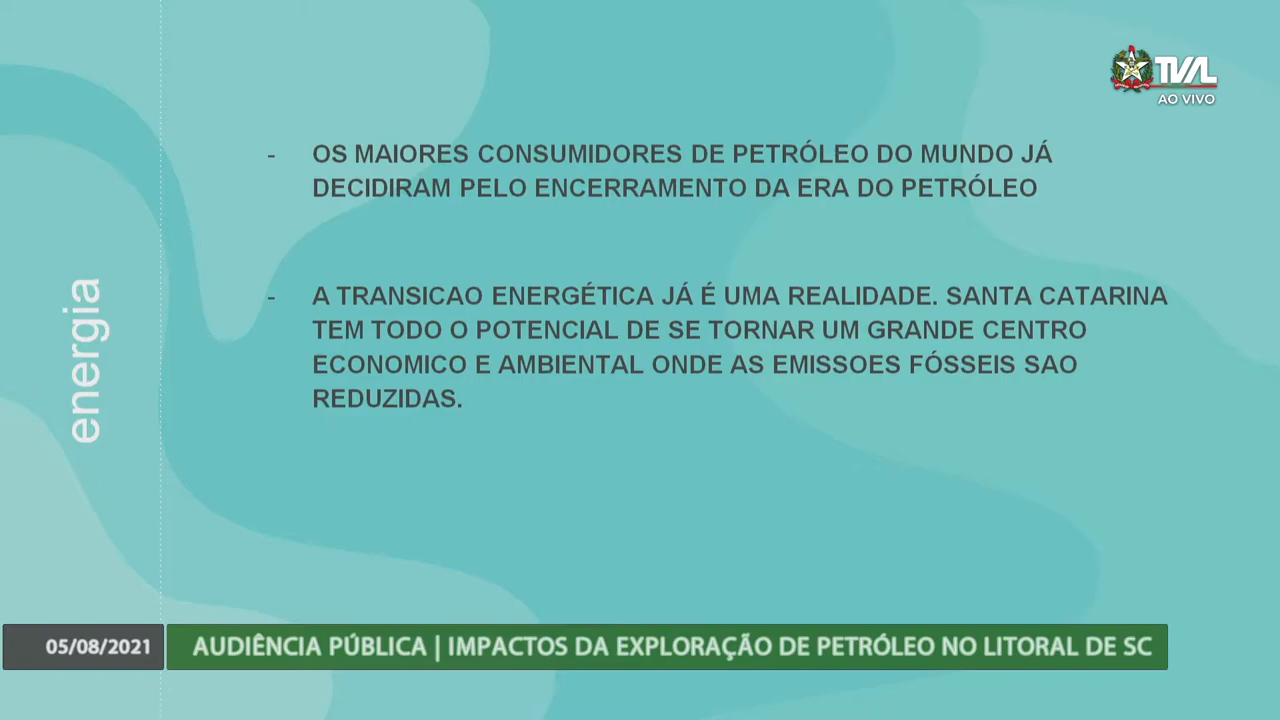 TVAL
AO VIVO
- OS MAIORES CONSUMIDORES DE PETRÓLEO DO MUNDO JÁ
DECIDIRAM PELO ENCERRAMENTO DA ERA DO PETRÓLEO
- A TRANSICAO ENERGÉTICA JÁ É UMA REALIDADE. SANTA CATARINA
TEM TODO O POTENCIAL DE SE TORNAR UM GRANDE CENTRO
ECONOMICO E AMBIENTAL ONDE AS EMISSOES FÓSSEIS SAO
REDUZIDAS.
energia
05/08/2021
AUDIÊNCIA PÚBLICA | IMPACTOS DA EXPLORAÇÃO DE PETRÓLEO NO LITORAL DE SC